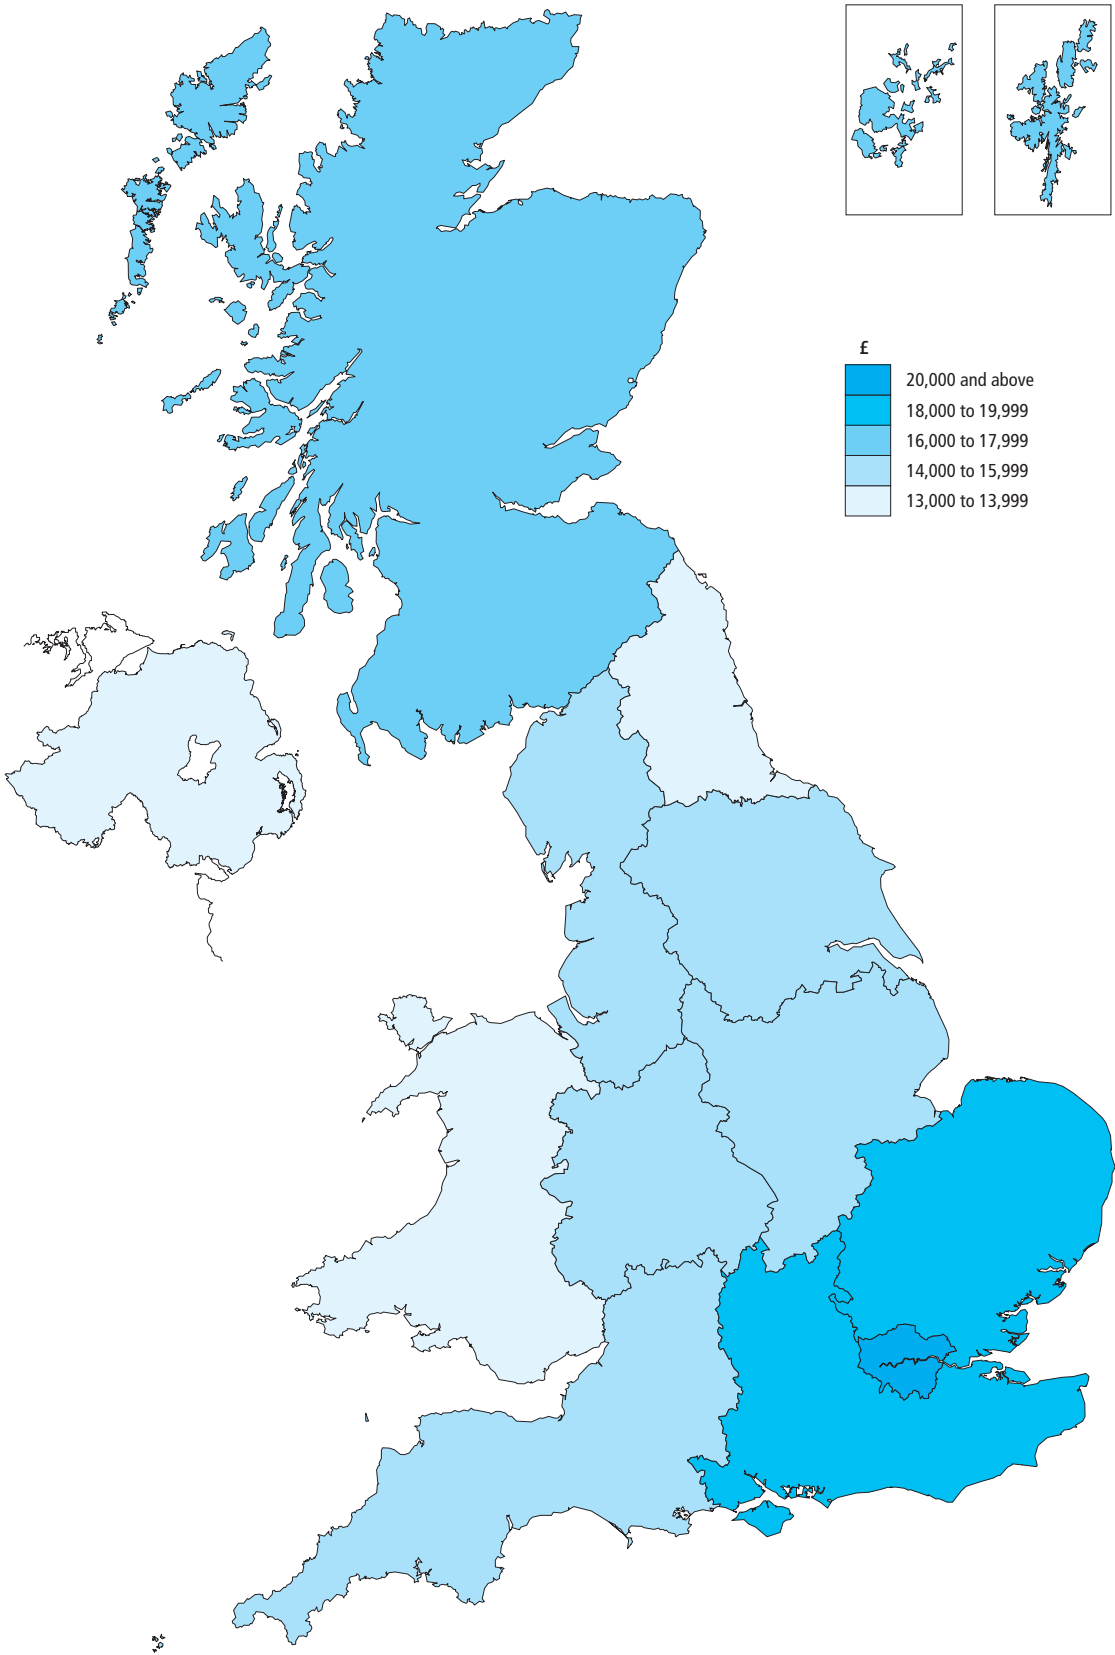 £
20,000 and above
18,000 to 19,999
16,000 to 17,999
14,000 to 15,999
13,000 to 13,999